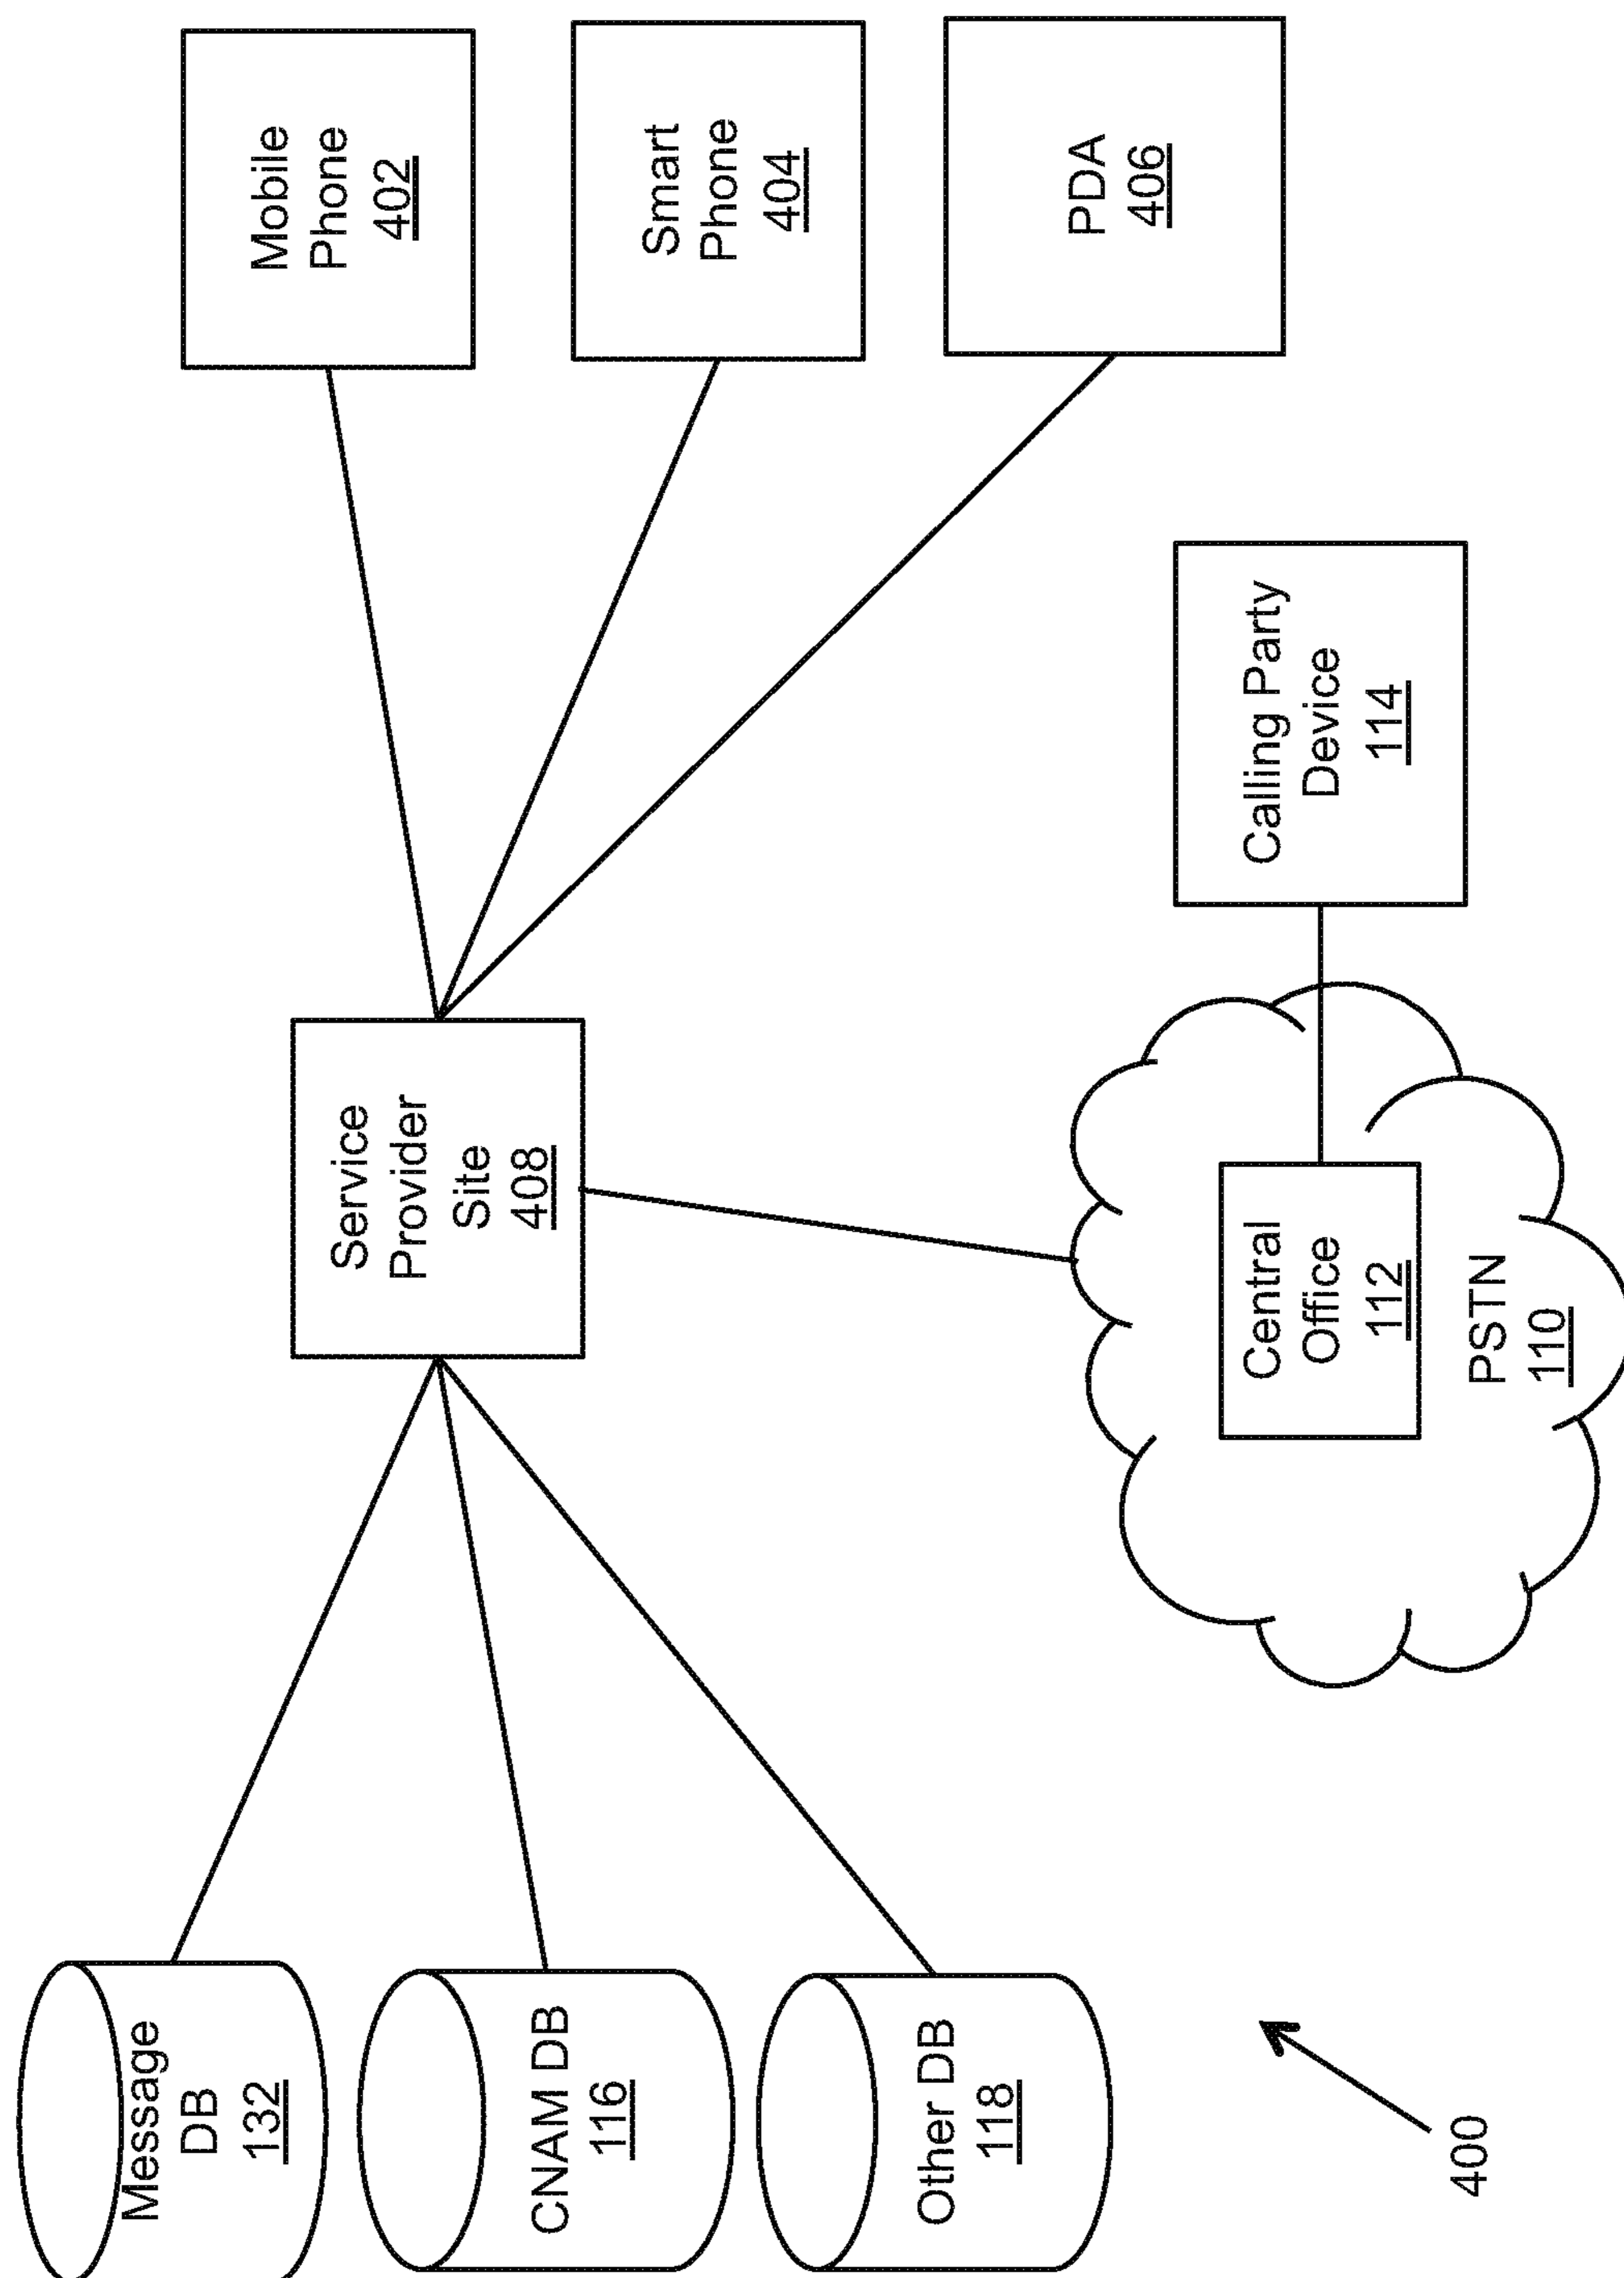 Message
DB
132
CNAM DB
116
Other DB
118
Service
Provider
Site
408
Mobile
Phone
402
Smart
Phone
404
PDA
406
Central
Office
112
PSTN
110
Calling Party
Device
114
400